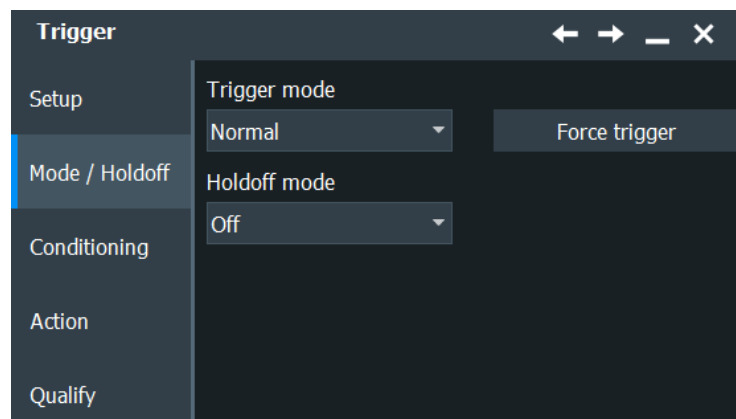 Trigger
Setup
Mode / Holdoff
Conditioning
Action
Qualify
Trigger mode
Normal
Force trigger
Holdoff mode
Off